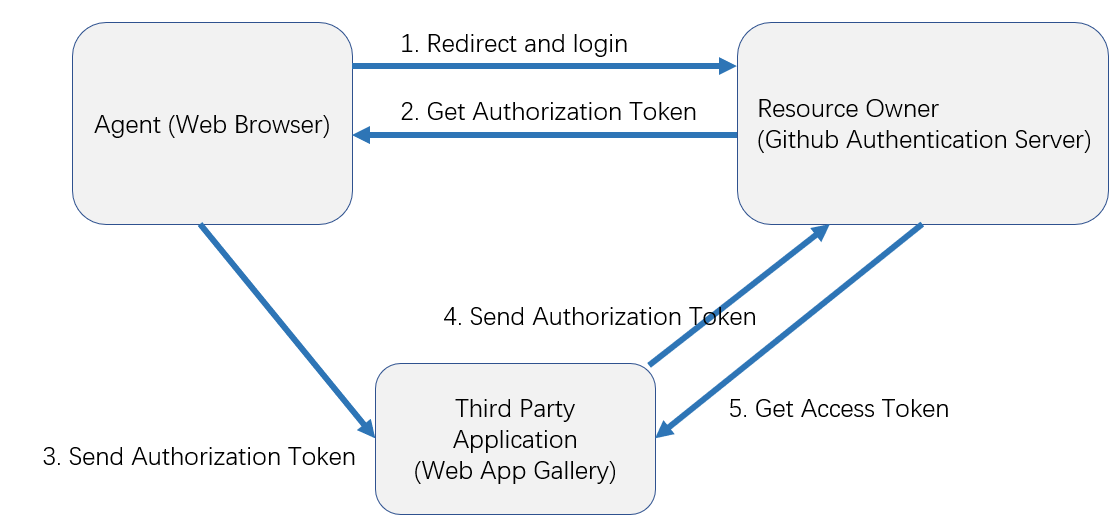 1. Redirect and login
2. Get Authorization Token
Agent (Web Browser)
Resource Owner
(Github Authentication Server)
4. Send Authorization Token
Third Party
Application
(Web App Gallery)
5. Get Access Token
3. Send Authorization Token